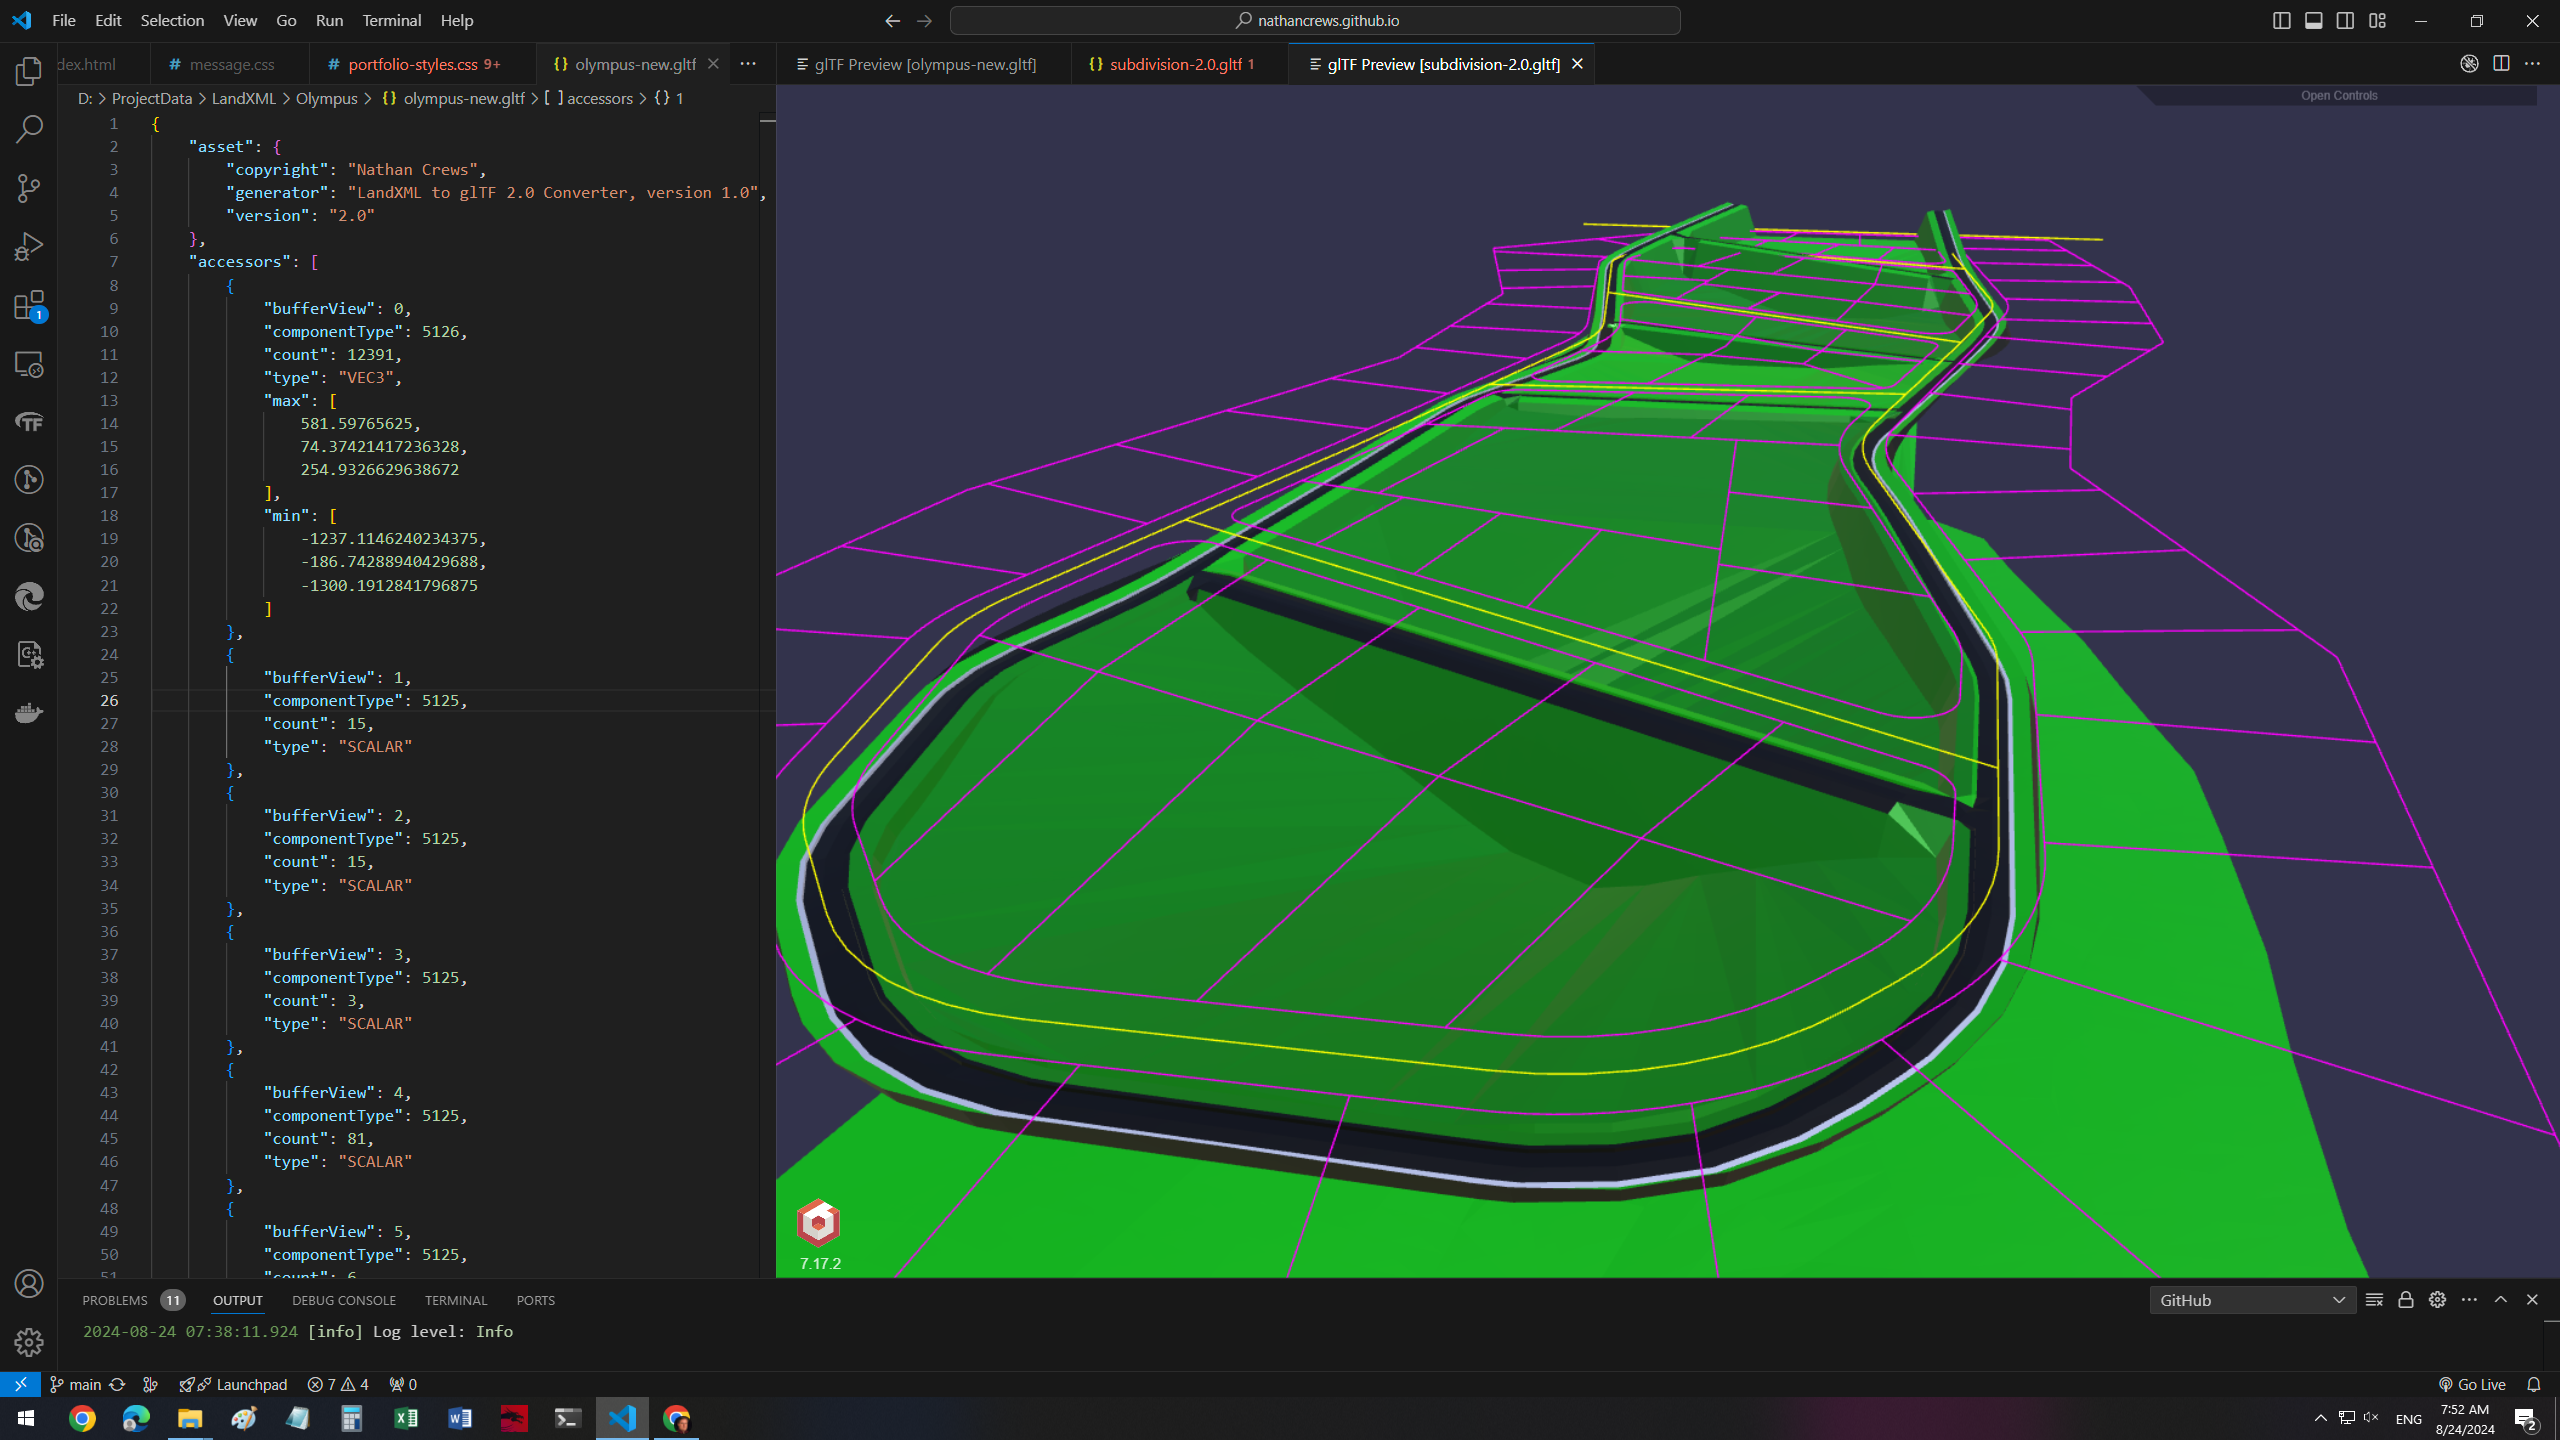 File Edit Selection View Go Run Terminal Help
nathancrews.github.io
dex.html
# message.css
# portfolio-styles.css 9+
{} olympus-new.gltf
glTF Preview [olympus-new.gltf]
{} subdivision-2.0.gltf 1
glTF Preview [subdivision-2.0.gltf]
D: > ProjectData > LandXML > Olympus > {} olympus-new.gltf > [ ] accessors > {} 1
Open Controls
1 {
2 "asset": {
3 "copyright": "Nathan Crews",
4 "generator": "LandXML to glTF 2.0 Converter, version 1.0",
5 "version": "2.0"
6 },
7 "accessors": [
8 {
9 "bufferView": 0,
10 "componentType": 5126,
11 "count": 12391,
12 "type": "VEC3",
13 "max": [
14 581.59765625,
15 74.37421417236328,
16 254.9326629638672
17 ],
18 "min": [
19 -1237.1146240234375,
20 -186.74288940429688,
21 -1300.1912841796875
22 ]
23 },
24 {
25 "bufferView": 1,
26 "componentType": 5125,
27 "count": 15,
28 "type": "SCALAR"
29 },
30 {
31 "bufferView": 2,
32 "componentType": 5125,
33 "count": 15,
34 "type": "SCALAR"
35 },
36 {
37 "bufferView": 3,
38 "componentType": 5125,
39 "count": 3,
40 "type": "SCALAR"
41 },
42 {
43 "bufferView": 4,
44 "componentType": 5125,
45 "count": 81,
46 "type": "SCALAR"
47 },
48 {
49 "bufferView": 5,
50 "componentType": 5125,
51 "count": 6
1
TF
7.17.2
PROBLEMS 11 OUTPUT DEBUG CONSOLE TERMINAL PORTS
GitHub
2024-08-24 07:38:11.924 [info] Log level: Info
main Launchpad 7 4 0
Go Live
ENG
7:52 AM
8/24/2024
2